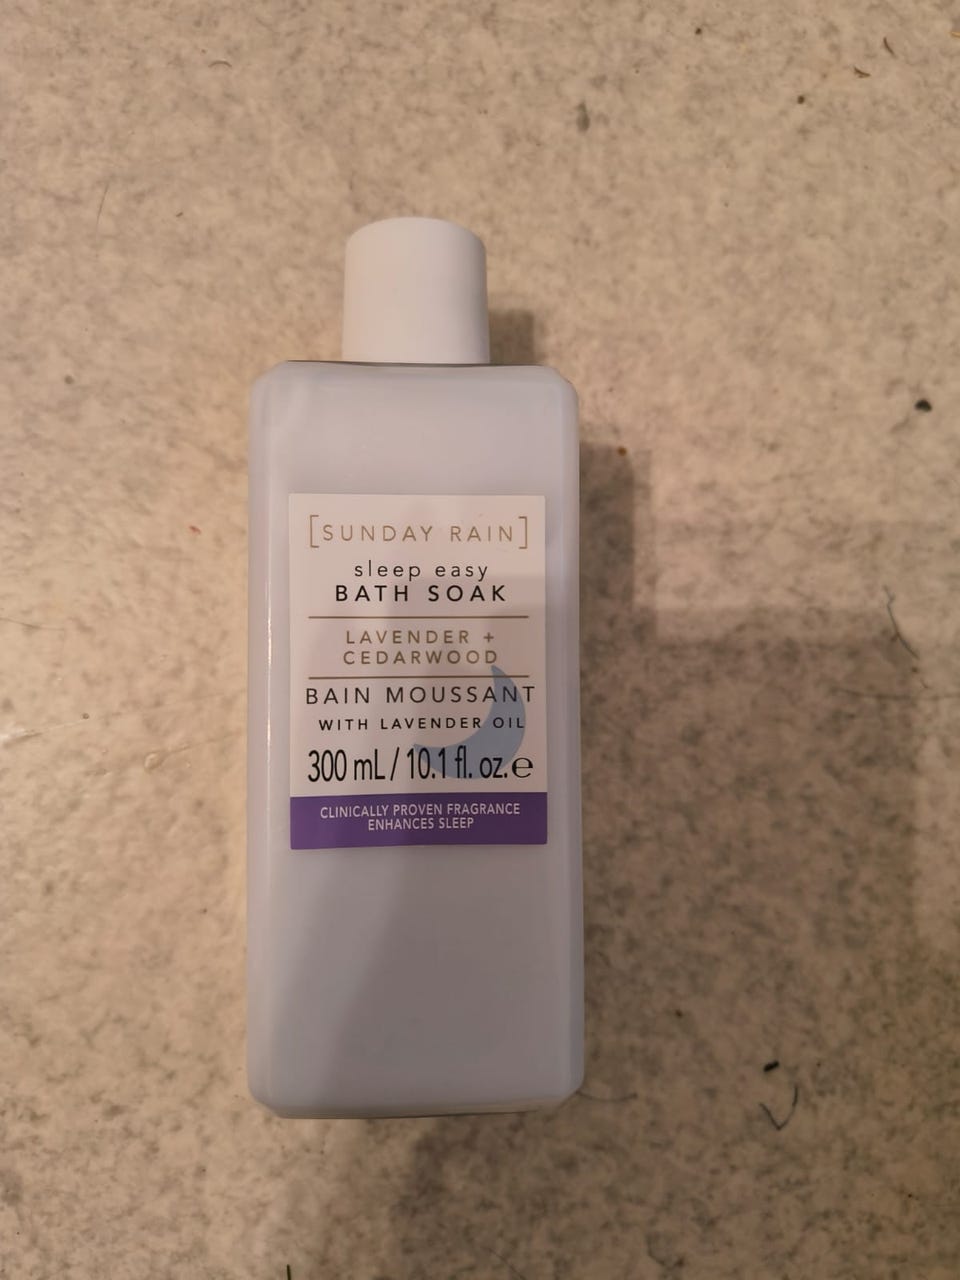 [SUNDAY RAIN]
sleep easy
BATH SOAK
LAVENDER +
CEDARWOOD
BAIN MOUSSANT
WITH LAVENDER OIL
300 mL / 10.1 fl. oz. ℮
CLINICALLY PROVEN FRAGRANCE
ENHANCES SLEEP